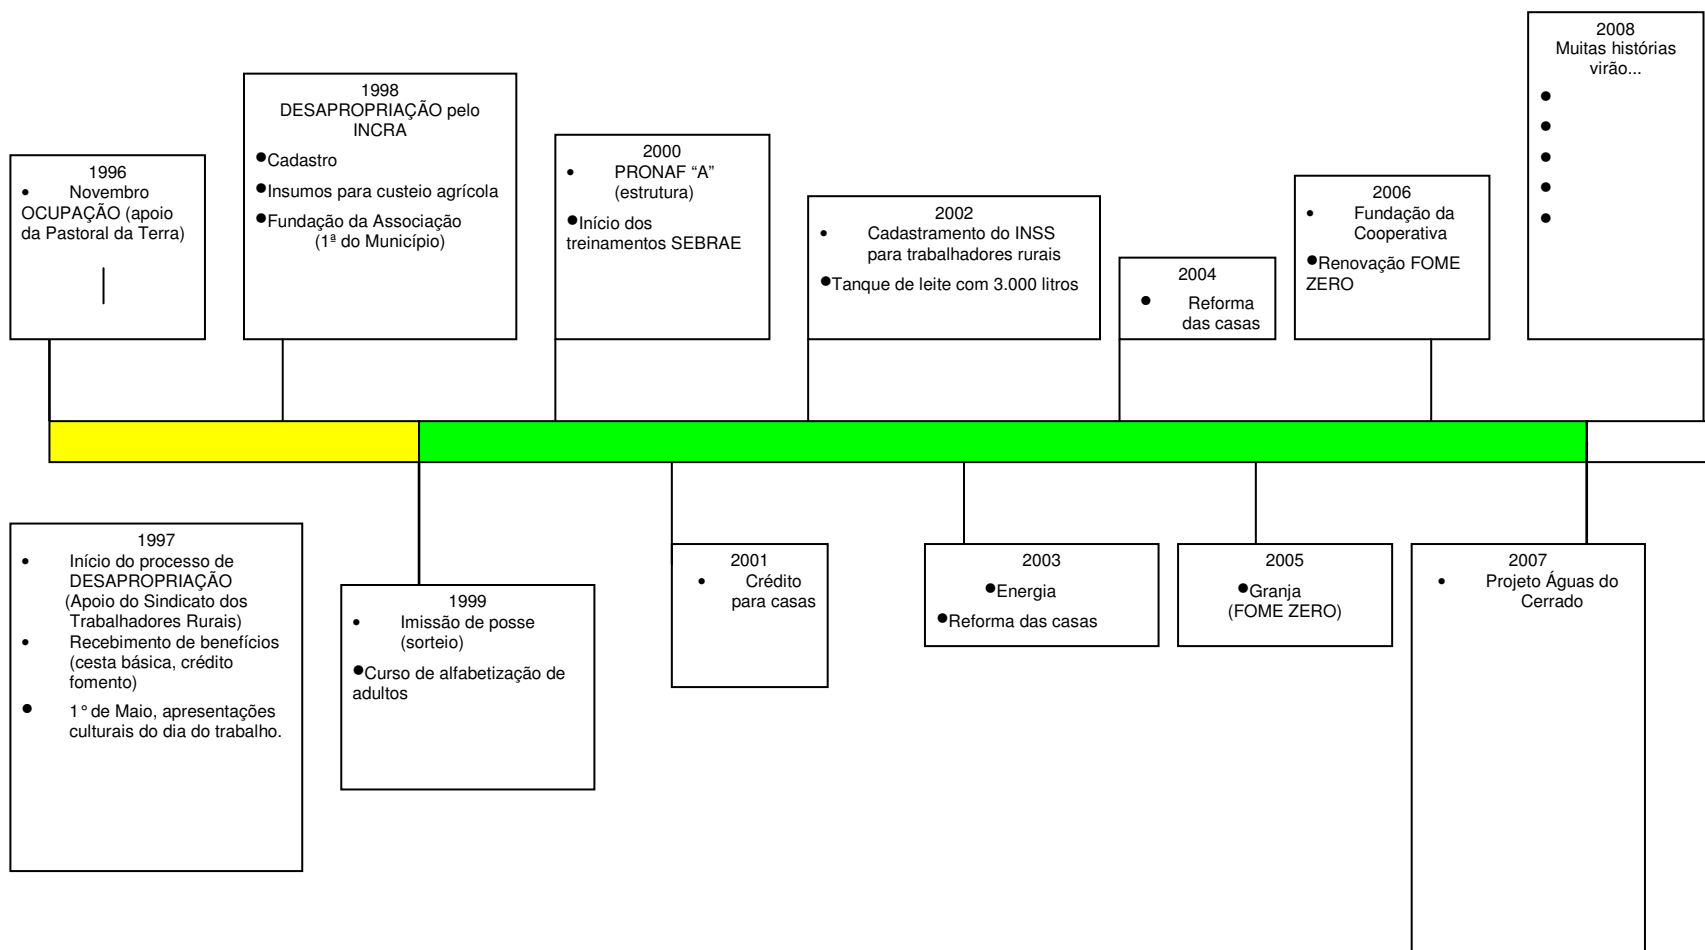 1996
• Novembro
OCUPAÇÃO (apoio
da Pastoral da Terra)
1998
DESAPROPRIAÇÃO pelo
INCRA
•Cadastro
•Insumos para custeio agrícola
•Fundação da Associação
(1ª do Município)
2000
• PRONAF “A”
(estrutura)
•Início dos
treinamentos SEBRAE
2002
• Cadastramento do INSS
para trabalhadores rurais
•Tanque de leite com 3.000 litros
2004
• Reforma
das casas
2006
• Fundação da
Cooperativa
•Renovação FOME
ZERO
2008
Muitas histórias
virão...
•
•
•
•
•
1997
• Início do processo de
DESAPROPRIAÇÃO
(Apoio do Sindicato dos
Trabalhadores Rurais)
• Recebimento de benefícios
(cesta básica, crédito
fomento)
• 1° de Maio, apresentações
culturais do dia do trabalho.
1999
• Imissão de posse
(sorteio)
•Curso de alfabetização de
adultos
2001
• Crédito
para casas
2003
•Energia
•Reforma das casas
2005
•Granja
(FOME ZERO)
2007
• Projeto Águas do
Cerrado